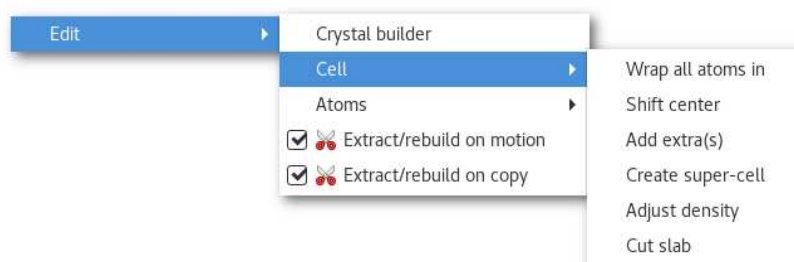 Edit
Crystal builder
Cell
Atoms
Extract/rebuild on motion
Extract/rebuild on copy
Wrap all atoms in
Shift center
Add extra(s)
Create super-cell
Adjust density
Cut slab